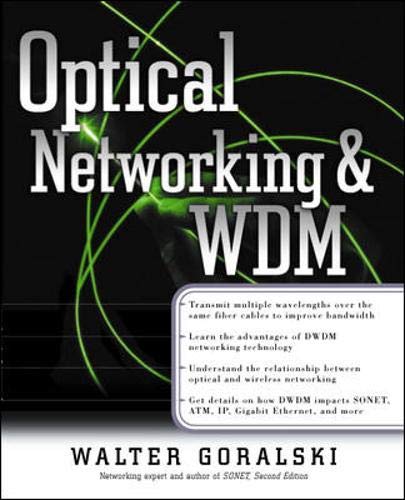 Optical
Networking &
WDM
Transmit multiple wavelengths over the
same fiber cables to improve bandwidth
Learn the advantages of DWDM
networking technology
Understand the relationship between
optical and wireless networking
Get details on how DWDM impacts SONET,
ATM, IP, Gigabit Ethernet, and more
WALTER GORALSKI
Networking expert and author of SONET, Second Edition